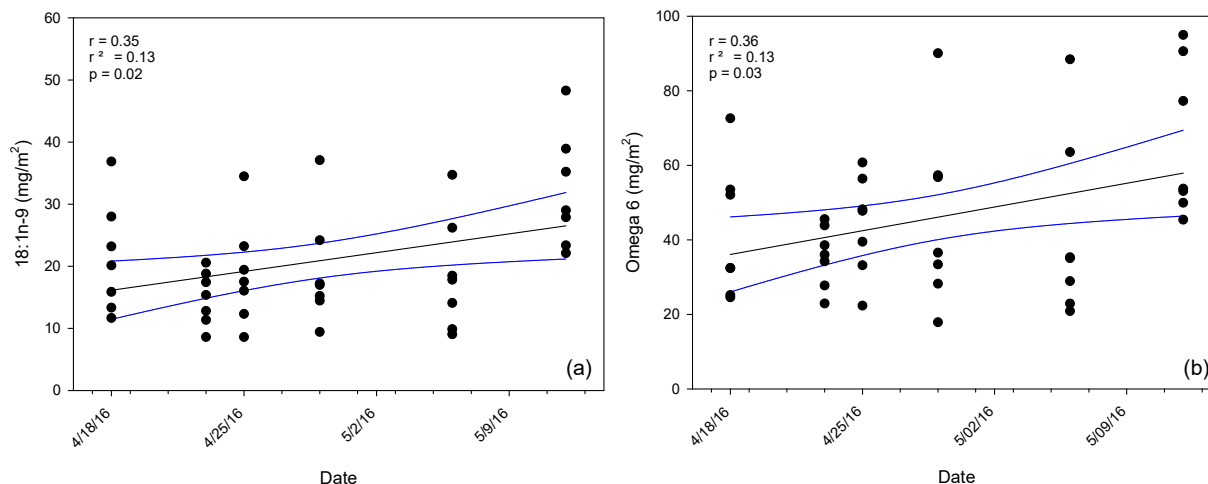 r = 0.35
r ² = 0.13
p = 0.02
60
50
40
30
20
10
0
18:1n-9 (mg/m²)
4/18/16
4/25/16
5/2/16
5/9/16
Date
(a)
r = 0.36
r ² = 0.13
p = 0.03
100
80
60
40
20
0
Omega 6 (mg/m²)
4/18/16
4/25/16
5/02/16
5/09/16
Date
(b)